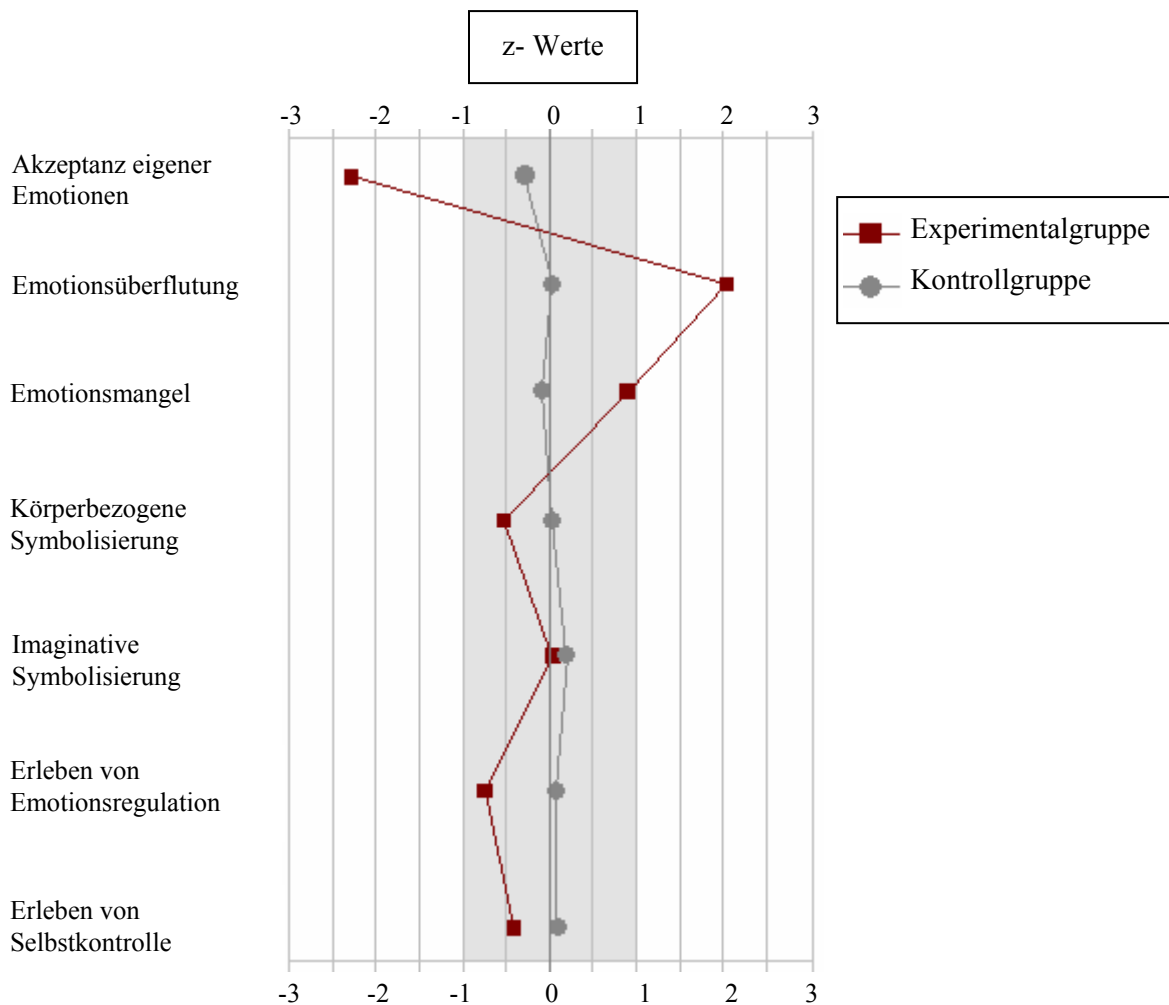 z- Werte
-3 -2 -1 0 1 2 3
Akzeptanz eigener
Emotionen
Emotionsüberflutung
Emotionsmangel
Körperbezogene
Symbolisierung
Imaginative
Symbolisierung
Erleben von
Emotionsregulation
Erleben von
Selbstkontrolle
-3 -2 -1 0 1 2 3
Experimentalgruppe
Kontrollgruppe